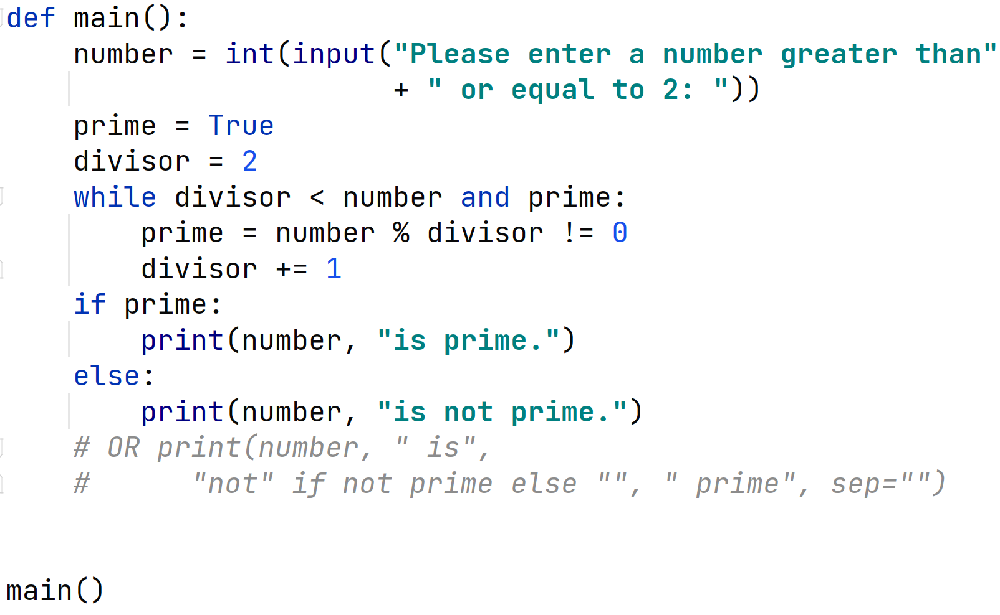 def main():
    number = int(input("Please enter a number greater than"
                       + " or equal to 2: "))
    prime = True
    divisor = 2
    while divisor < number and prime:
        prime = number % divisor != 0
        divisor += 1
    if prime:
        print(number, "is prime.")
    else:
        print(number, "is not prime.")
    # OR print(number, " is",
    #      "not" if not prime else "", " prime", sep="")
main()